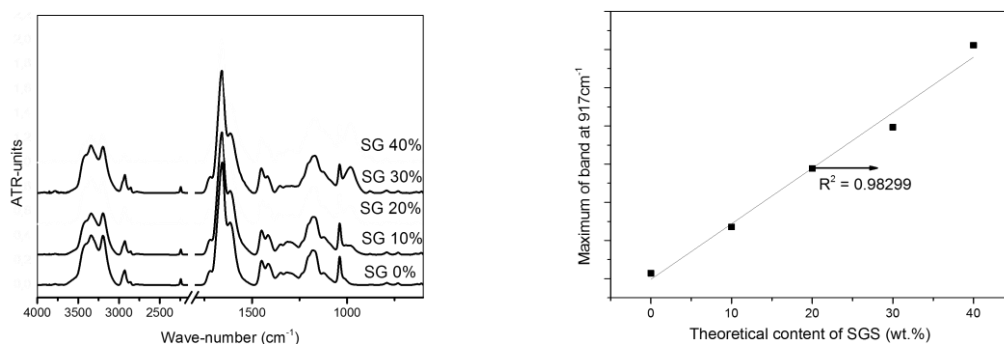 ATR-units
SG 40%
SG 30%
SG 20%
SG 10%
SG 0%
4000 3500 3000 2500 1500 1000
Wave-number (cm⁻¹)
Maximum of band at 917cm⁻¹
R² = 0.98299
0 10 20 30 40
Theoretical content of SGS (wt.%)